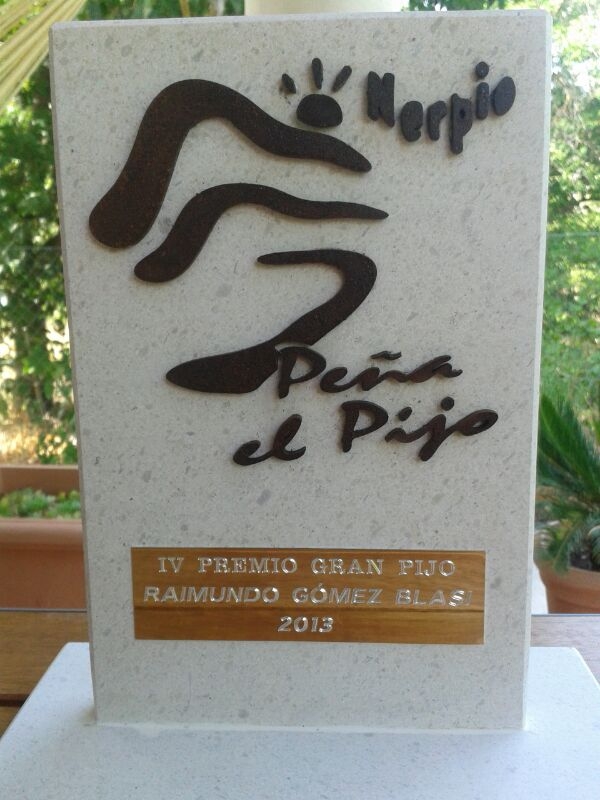 Nerpio
Peña
el Pijo
IV PREMIO GRAN PIJO
RAIMUNDO GÓMEZ BLASI
2013